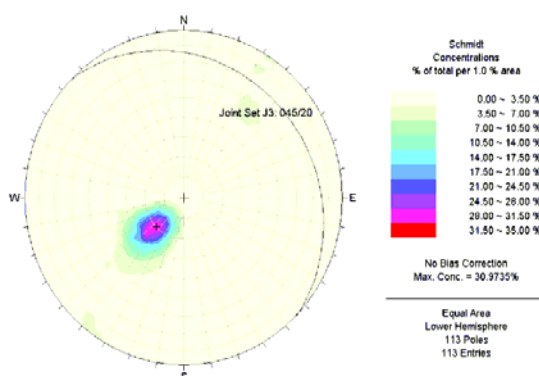 N
Joint Set J3: 045/20
W
E
S
Schmidt
Concentrations
% of total per 1.0 % area
0.00 ~ 3.50 %
3.50 ~ 7.00 %
7.00 ~ 10.50 %
10.50 ~ 14.00 %
14.00 ~ 17.50 %
17.50 ~ 21.00 %
21.00 ~ 24.50 %
24.50 ~ 28.00 %
28.00 ~ 31.50 %
31.50 ~ 35.00 %
No Bias Correction
Max. Conc. = 30.9735%
Equal Area
Lower Hemisphere
113 Poles
113 Entries